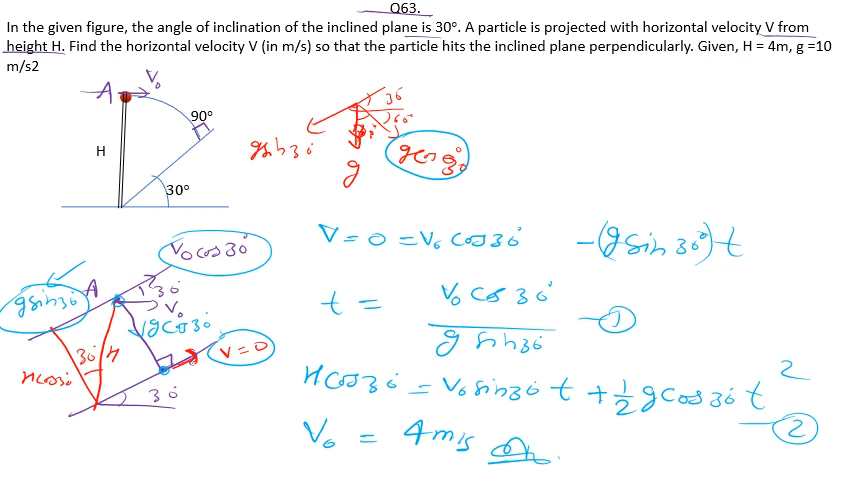 Q63.
In the given figure, the angle of inclination of the inclined plane is 30°. A particle is projected with horizontal velocity V from
height H. Find the horizontal velocity V (in m/s) so that the particle hits the inclined plane perpendicularly. Given, H = 4m, g =10
m/s2
A V₀
90°
H
30°
30°
60°
30°
g sin 30°
g cos 30°
g
V₀ cos 30°
g sin 30°
A 30°
V₀
g cos 30°
30° H
V = 0
H cos 30°
30°
V = 0 = V₀ cos 30° - (g sin 30°) t
t = V₀ cos 30° / g sin 30° — ①
H cos 30° = V₀ sin 30° t + 1/2 g cos 30° t² — ②
V₀ = 4 m/s